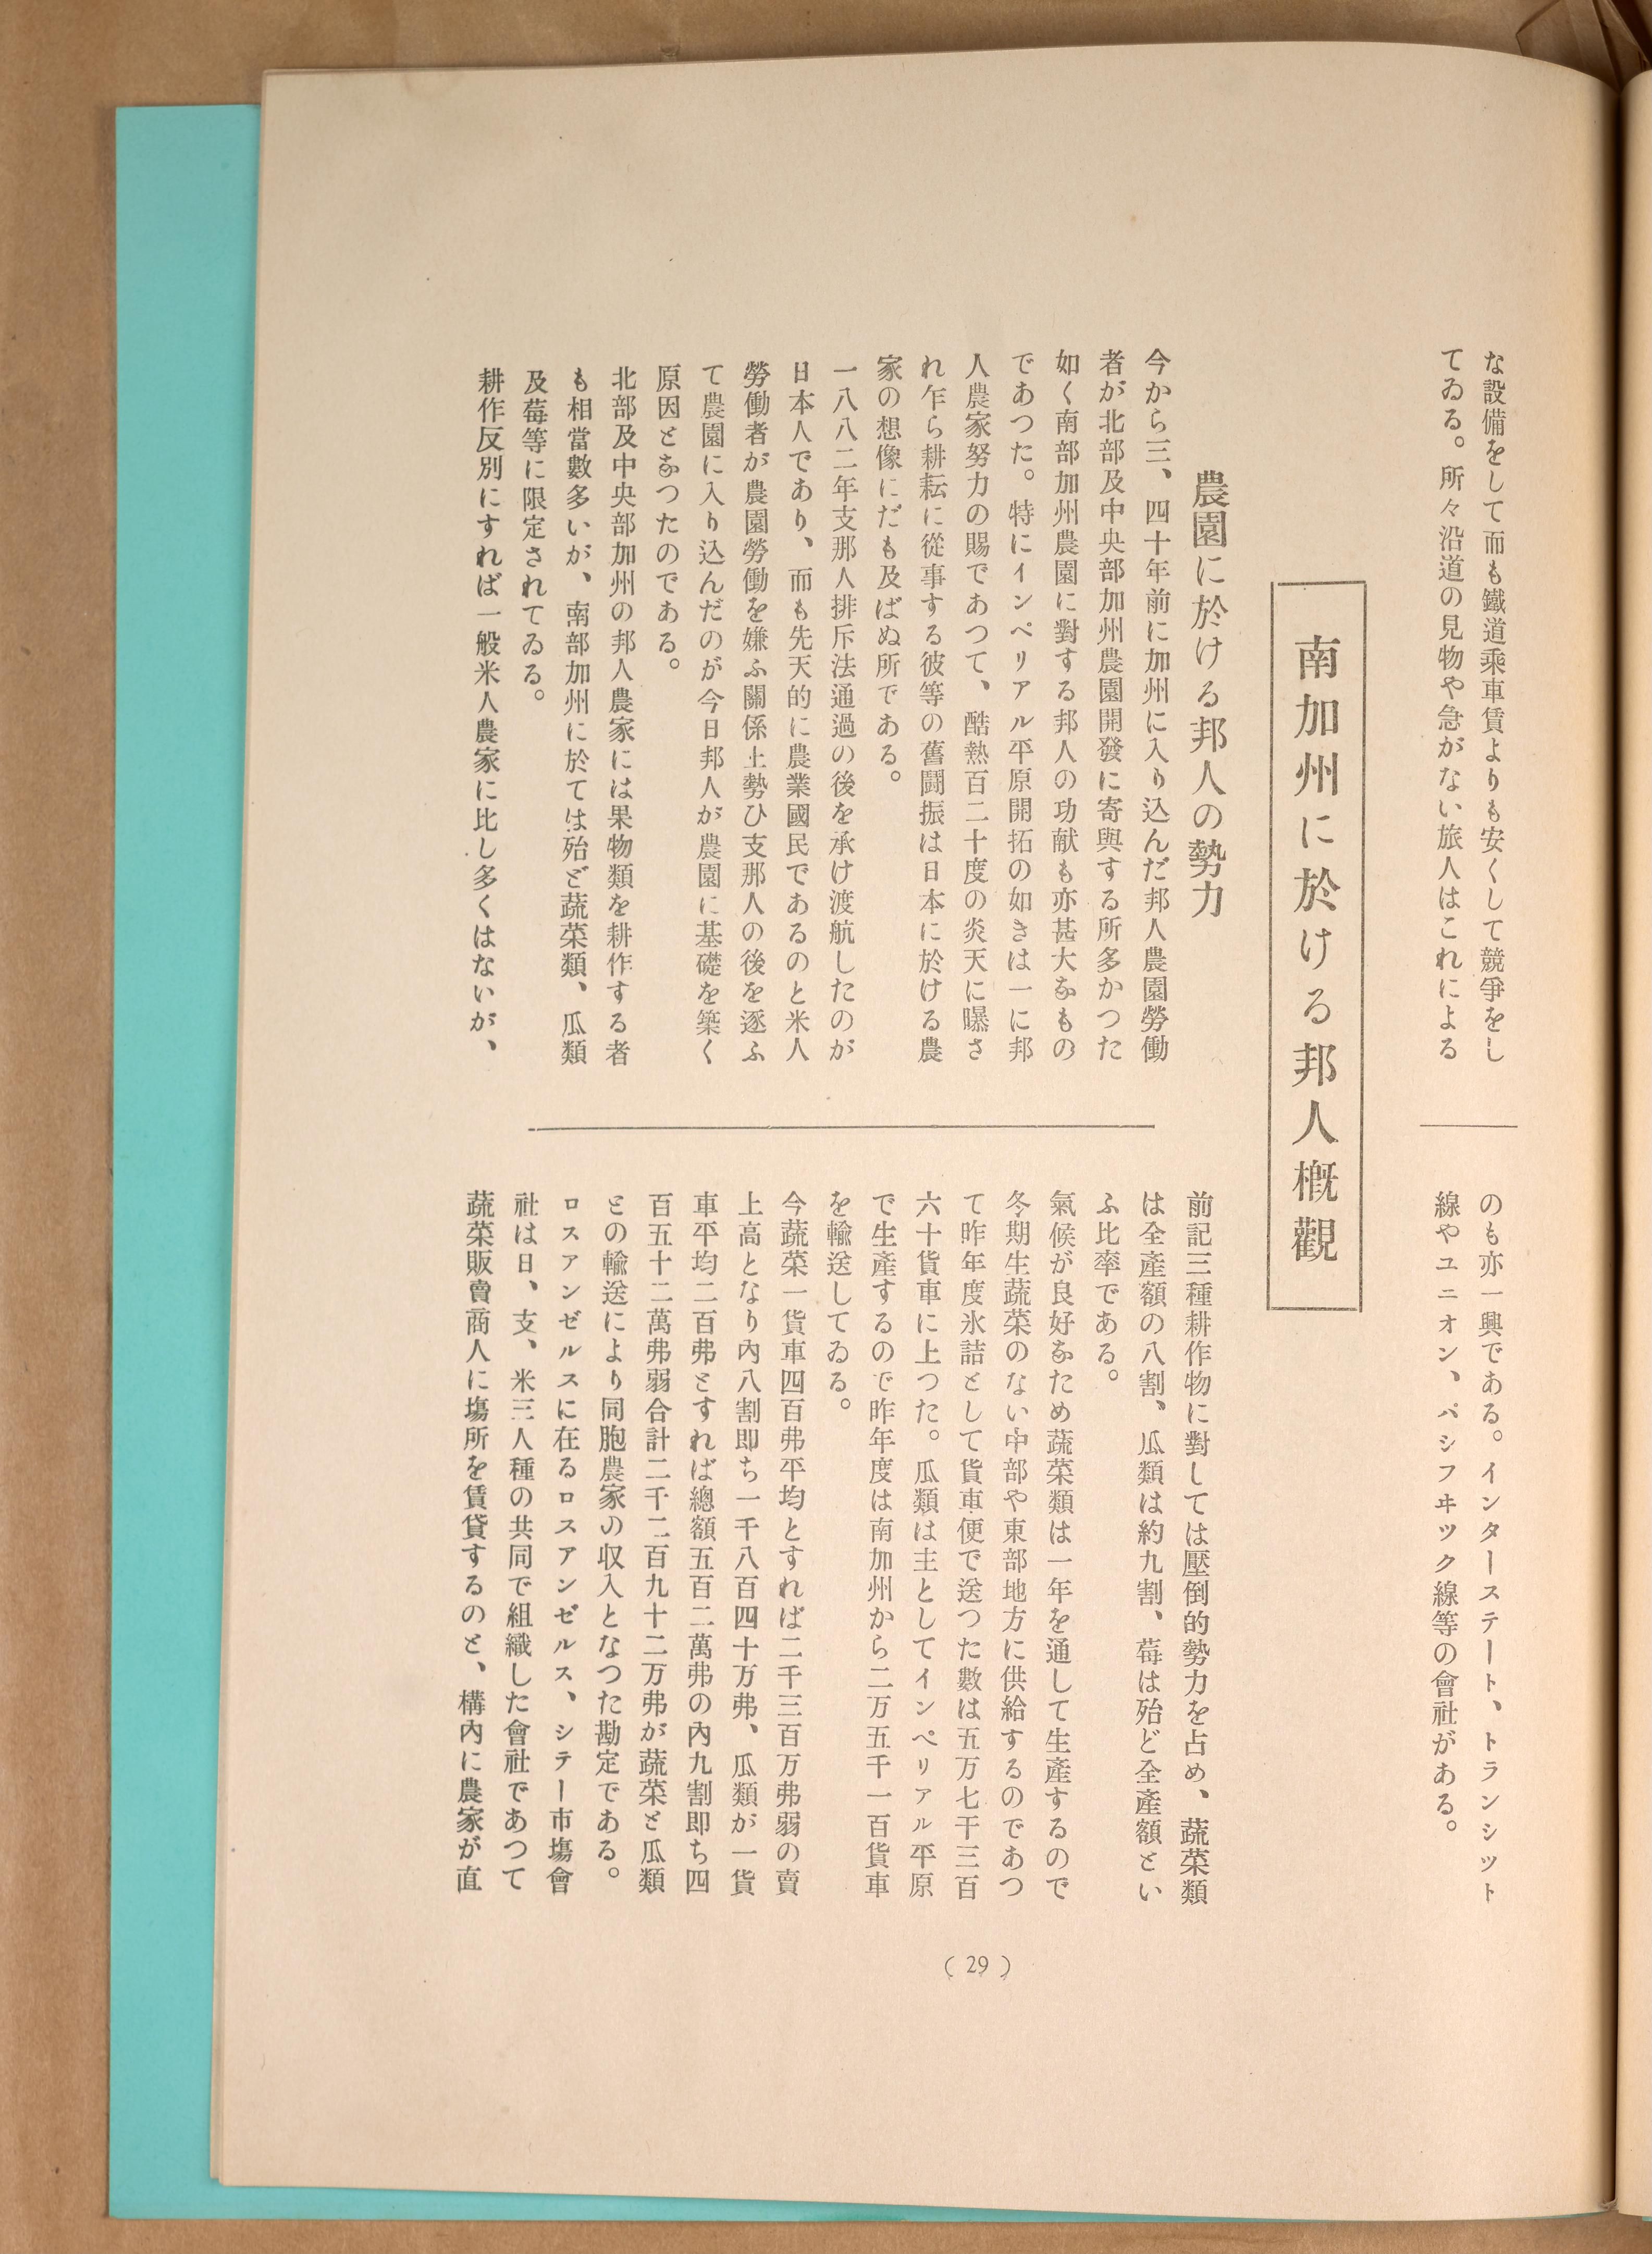 な設備をして而も鐵道乘車賃よりも安くして競爭をし
てゐる。所々沿道の見物や急がない旅人はこれによる
のも亦一興である。インターステート、トランシツト
線やユニオン、パシフヰツク線等の會社がある。
南加州に於ける邦人槪觀
農園に於ける邦人の勢力
今から三、四十年前に加州に入り込んだ邦人農園勞働
者が北部及中央部加州農園開發に寄與する所多かつた
如く南部加州農園に對する邦人の功献も亦甚大なもの
であつた。特にインペリアル平原開拓の如きは一に邦
人農家努力の賜であつて、酷熱百二十度の炎天に曝さ
れ乍ら耕耘に從事する彼等の舊鬪振は日本に於ける農
家の想像にだも及ばぬ所である。
一八八二年支那人排斥法通過の後を承け渡航したのが
日本人であり、而も先天的に農業國民であるのと米人
勞働者が農園勞働を嫌ふ關係上勢ひ支那人の後を逐ふ
て農園に入り込んだのが今日邦人が農園に基礎を築く
原因となつたのである。
北部及中央部加州の邦人農家には果物類を耕作する者
も相當數多いが、南部加州に於ては殆ど蔬菜類、瓜類
及莓等に限定されてゐる。
耕作反別にすれば一般米人農家に比し多くはないが、
前記三種耕作物に對しては壓倒的勢力を占め、蔬菜類
は全產額の八割、瓜類は約九割、莓は殆ど全產額とい
ふ比率である。
氣候が良好なため蔬菜類は一年を通して生產するので
冬期生蔬菜のない中部や東部地方に供給するのであつ
て昨年度氷詰として貨車便で送つた數は五万七干三百
六十貨車に上つた。瓜類は主としてインペリアル平原
で生產するので昨年度は南加州から二万五千一百貨車
を輸送してゐる。
今蔬菜一貨車四百弗平均とすれば二千三百万弗弱の賣
上高となり內八割即ち一千八百四十万弗、瓜類が一貨
車平均二百弗とすれば總額五百二萬弗の內九割即ち四
百五十二萬弗弱合計二千二百九十二万弗が蔬菜と瓜類
との輸送により同胞農家の収入となつた勘定である。
ロスアンゼルスに在るロスアンゼルス、シテー市場會
社は日、支、米三人種の共同で組織した會社であつて
蔬菜販賣商人に塲所を賃貸するのと、構內に農家が直
( 29 )